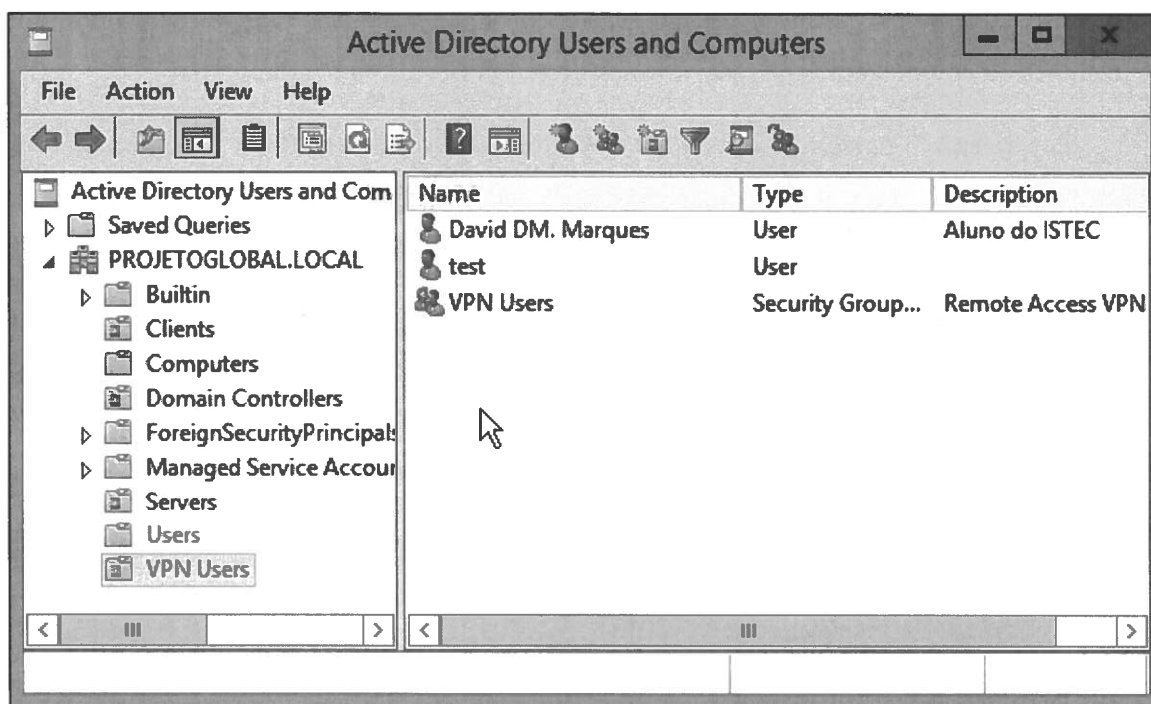 Active Directory Users and Computers
File Action View Help
Active Directory Users and Com
Saved Queries
PROJETOGLOBAL.LOCAL
Builtin
Clients
Computers
Domain Controllers
ForeignSecurityPrincipals
Managed Service Accour
Servers
Users
VPN Users
Name Type Description
David DM. Marques User Aluno do ISTEC
test User
VPN Users Security Group... Remote Access VPN